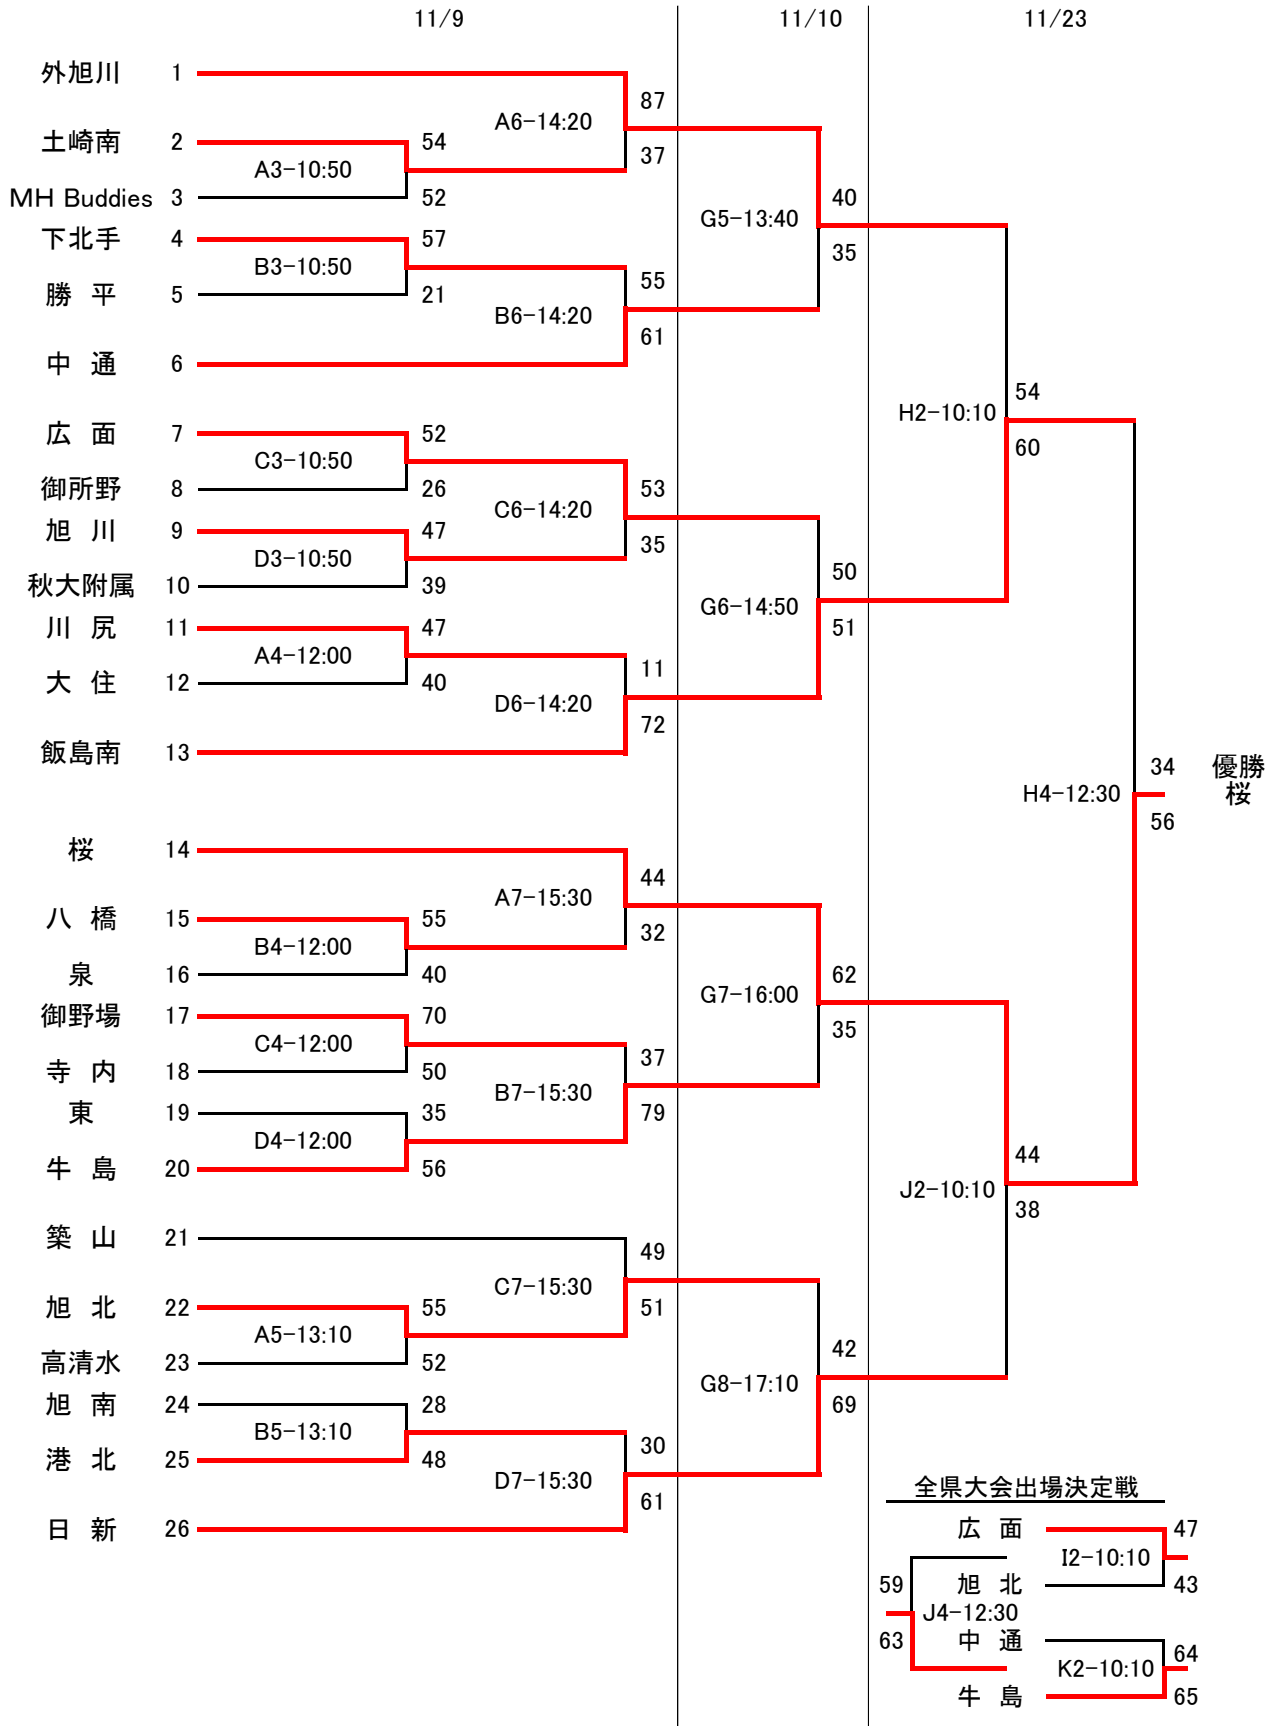 11/9 11/10 11/23
外旭川 1
87
A6-14:20
土崎南 2 54
37
A3-10:50
MH Buddies 3 52
40
G5-13:40
下北手 4 57
35
B3-10:50
55
勝 平 5 21
B6-14:20
61
中 通 6
54
H2-10:10
広 面 7 52
60
C3-10:50
御所野 8 26
53
C6-14:20
旭 川 9 47
35
D3-10:50
50
秋大附属 10 39
G6-14:50
川 尻 11 47
51
A4-12:00
11
大 住 12 40
D6-14:20
72
飯島南 13
34 優勝
H4-12:30 桜
56
桜 14
44
A7-15:30
八 橋 15 55
32
B4-12:00
泉 16 40
62
G7-16:00
御野場 17 70
35
C4-12:00
37
寺 内 18 50
B7-15:30
東 19 35
79
D4-12:00
44
牛 島 20 56
J2-10:10
38
築 山 21
49
C7-15:30
旭 北 22 55
51
A5-13:10
42
高清水 23 52
G8-17:10
旭 南 24 28
69
B5-13:10
30
港 北 25 48
D7-15:30
61
日 新 26
全県大会出場決定戦
広 面 47
I2-10:10
59 旭 北 43
J4-12:30
63 中 通 64
K2-10:10
牛 島 65